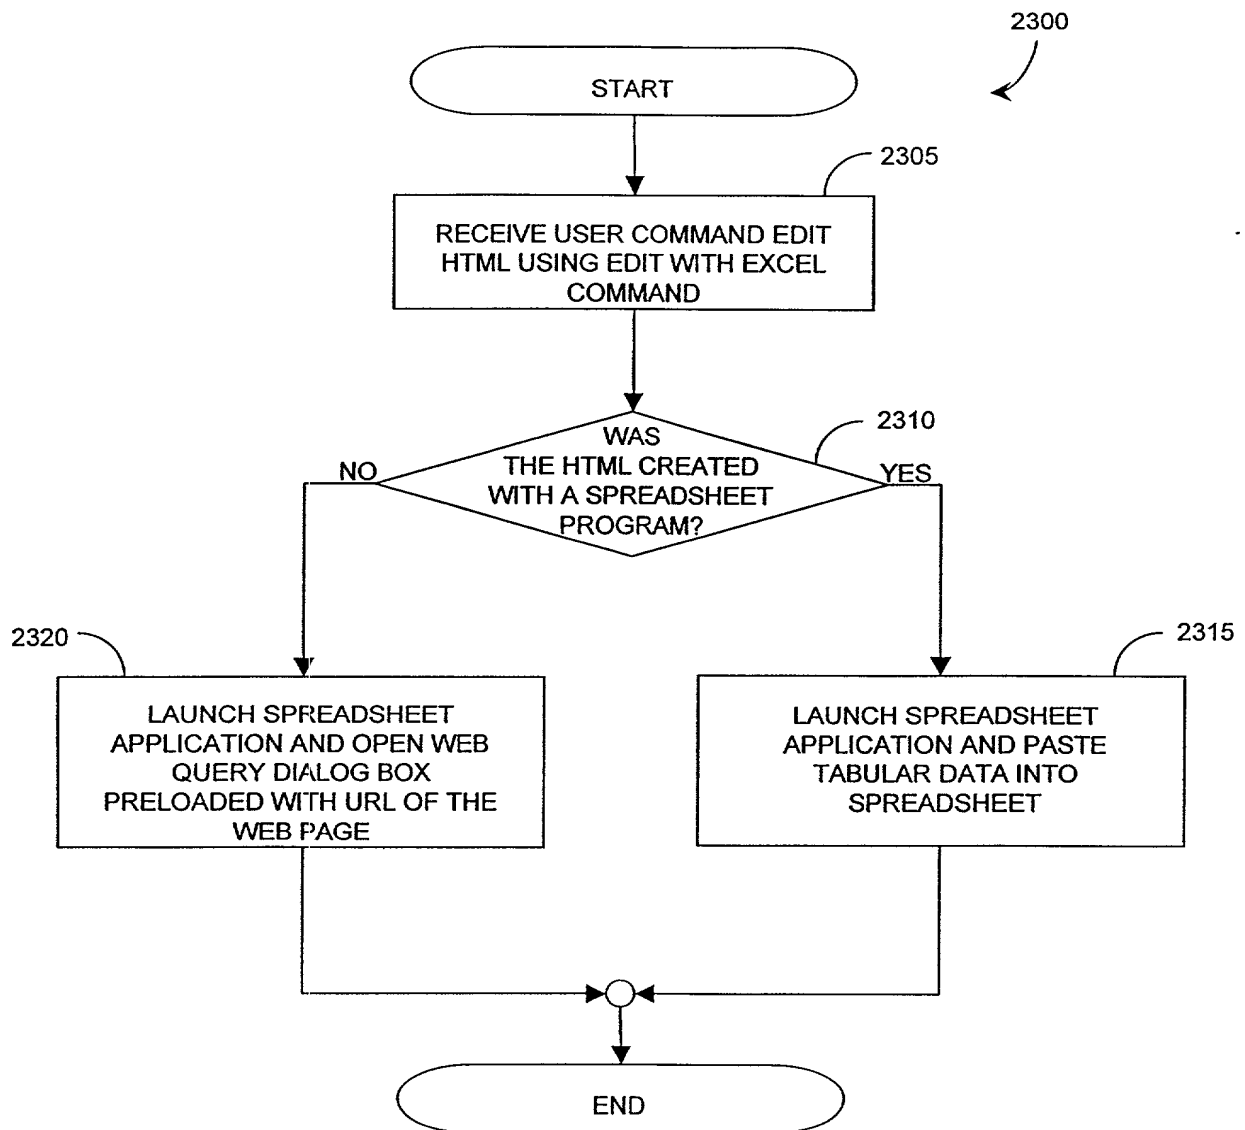 2300
START
2305
RECEIVE USER COMMAND EDIT
HTML USING EDIT WITH EXCEL
COMMAND
2310
WAS
THE HTML CREATED
WITH A SPREADSHEET
PROGRAM?
NO
YES
2320
LAUNCH SPREADSHEET
APPLICATION AND OPEN WEB
QUERY DIALOG BOX
PRELOADED WITH URL OF THE
WEB PAGE
2315
LAUNCH SPREADSHEET
APPLICATION AND PASTE
TABULAR DATA INTO
SPREADSHEET
END